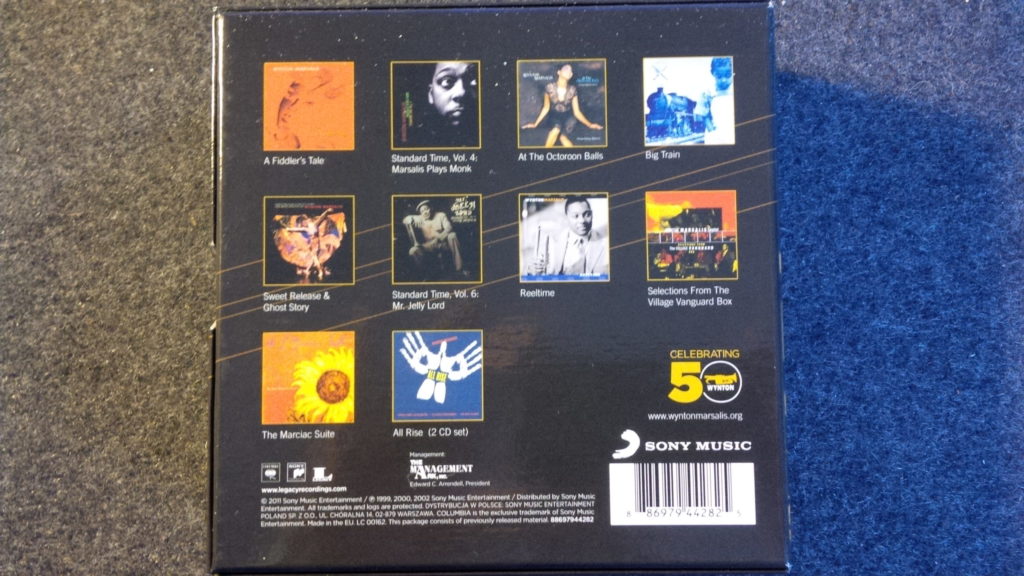 WYNTON MARSALIS
A Fiddler's Tale
Standard Time, Vol. 4:
Marsalis Plays Monk
At The Octoroon Balls
Big Train
Sweet Release &
Ghost Story
Standard Time, Vol. 6:
Mr. Jelly Lord
Reeltime
Selections From The
Village Vanguard Box
The Marciac Suite
ALL RISE
All Rise (2 CD set)
CELEBRATING
50
WYNTON
www.wyntonmarsalis.org
SONY MUSIC
Management:
THE
MANAGEMENT
ARK, INC.
Edward C. Arrendell, President
www.legacyrecordings.com
© 2011 Sony Music Entertainment / ℗ 1999, 2000, 2002 Sony Music Entertainment / Distributed by Sony Music
Entertainment. All trademarks and logos are protected. DYSTRYBUCJA W POLSCE: SONY MUSIC ENTERTAINMENT
POLAND SP. Z O.O., UL. CHORALNA 14, 02-879 WARSZAWA. COLUMBIA is the exclusive trademark of Sony Music
Entertainment. Made in the EU. LC 00162. This package consists of previously released material. 88697944282
8 86979 44282 5